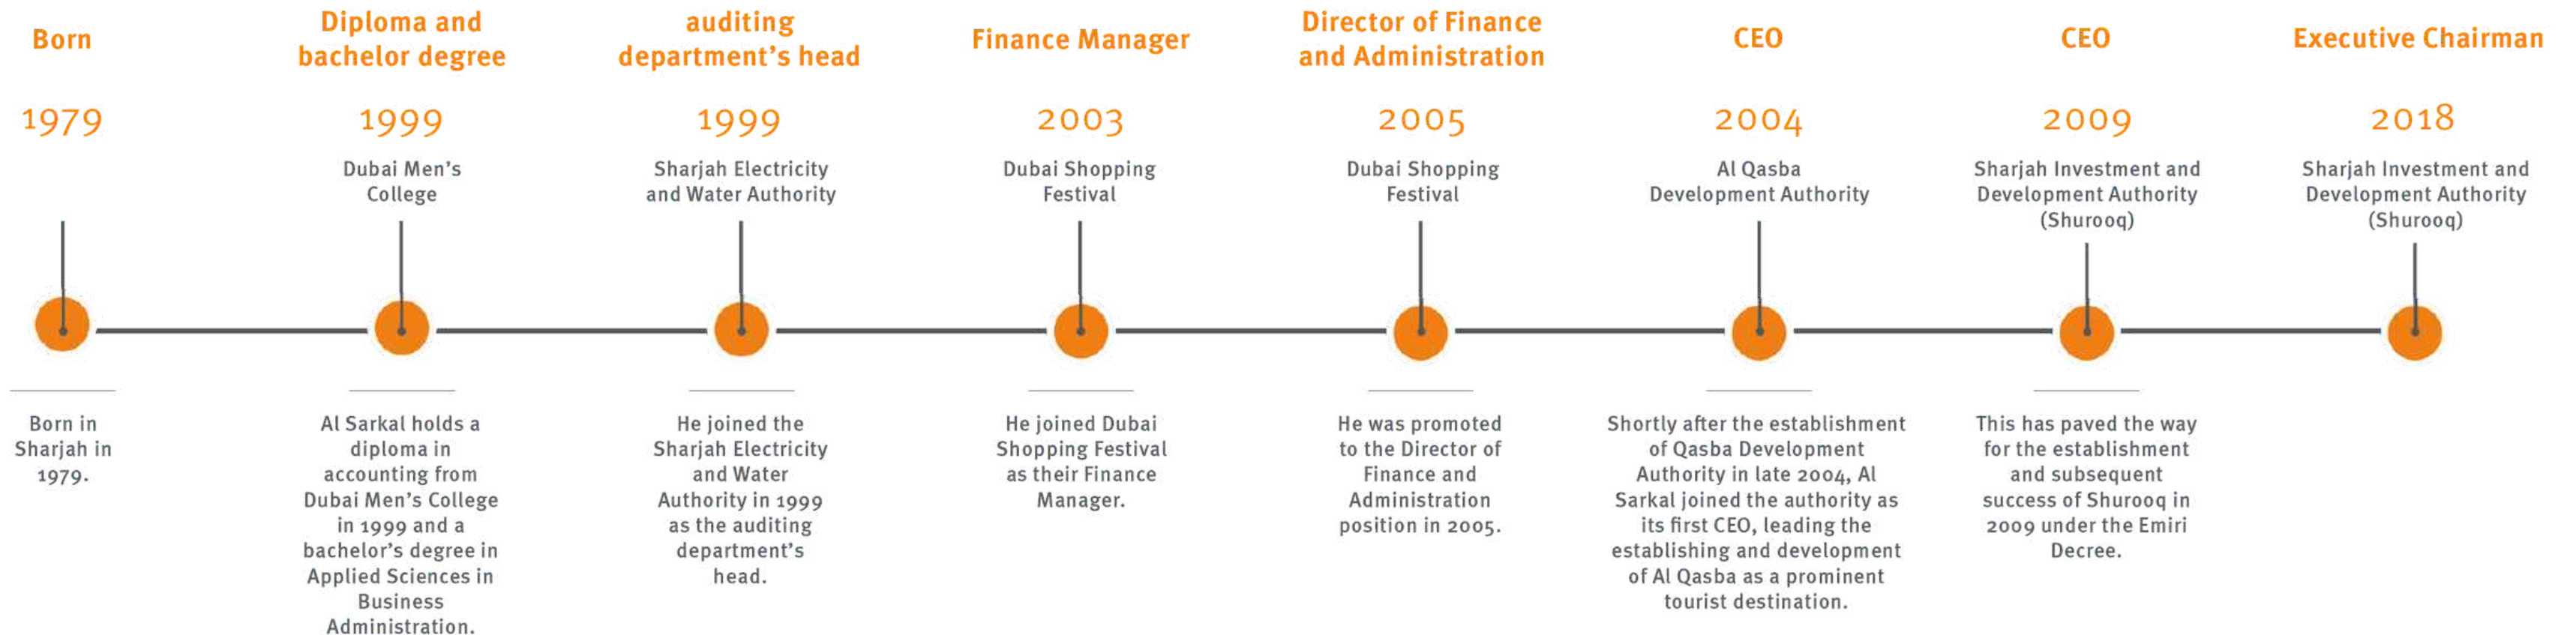 Born
1979
Born in
Sharjah in
1979.
Diploma and
bachelor degree
1999
Dubai Men's
College
Al Sarkal holds a
diploma in
accounting from
Dubai Men's College
in 1999 and a
bachelor's degree in
Applied Sciences in
Business
Administration.
auditing
department's head
1999
Sharjah Electricity
and Water Authority
He joined the
Sharjah Electricity
and Water
Authority in 1999
as the auditing
department's
head.
Finance Manager
2003
Dubai Shopping
Festival
He joined Dubai
Shopping Festival
as their Finance
Manager.
Director of Finance
and Administration
2005
Dubai Shopping
Festival
He was promoted
to the Director of
Finance and
Administration
position in 2005.
CEO
2004
Al Qasba
Development Authority
Shortly after the establishment
of Qasba Development
Authority in late 2004, Al
Sarkal joined the authority as
its first CEO, leading the
establishing and development
of Al Qasba as a prominent
tourist destination.
CEO
2009
Sharjah Investment and
Development Authority
(Shurooq)
This has paved the way
for the establishment
and subsequent
success of Shurooq in
2009 under the Emiri
Decree.
Executive Chairman
2018
Sharjah Investment and
Development Authority
(Shurooq)